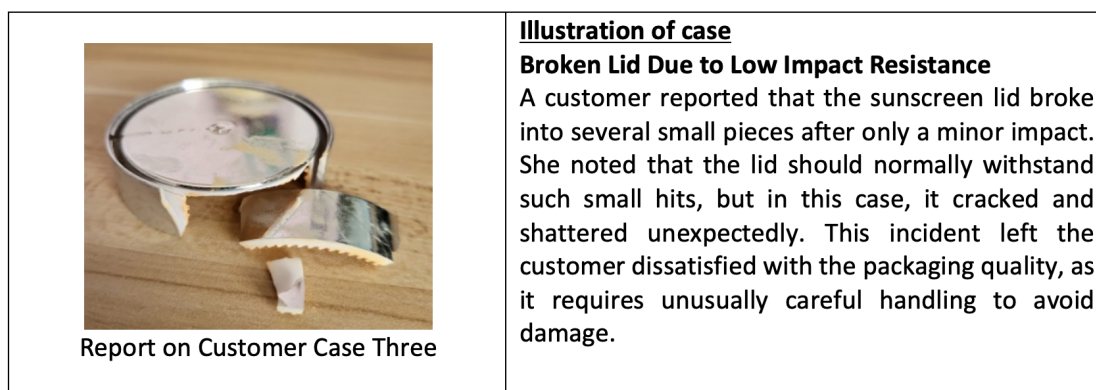 Report on Customer Case Three
Illustration of case
Broken Lid Due to Low Impact Resistance
A customer reported that the sunscreen lid broke
into several small pieces after only a minor impact.
She noted that the lid should normally withstand
such small hits, but in this case, it cracked and
shattered unexpectedly. This incident left the
customer dissatisfied with the packaging quality, as
it requires unusually careful handling to avoid
damage.